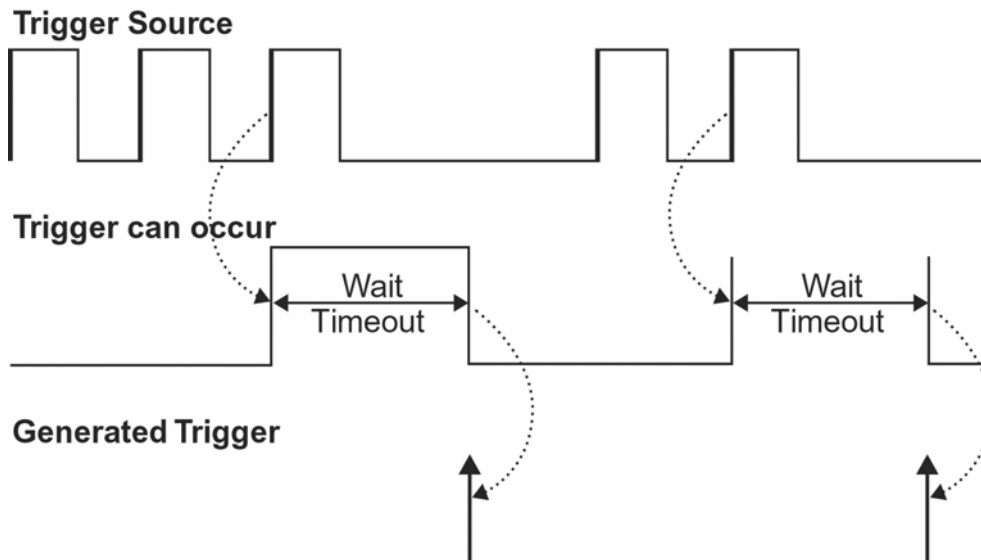 Trigger Source
Trigger can occur
Wait
Timeout
Wait
Timeout
Generated Trigger